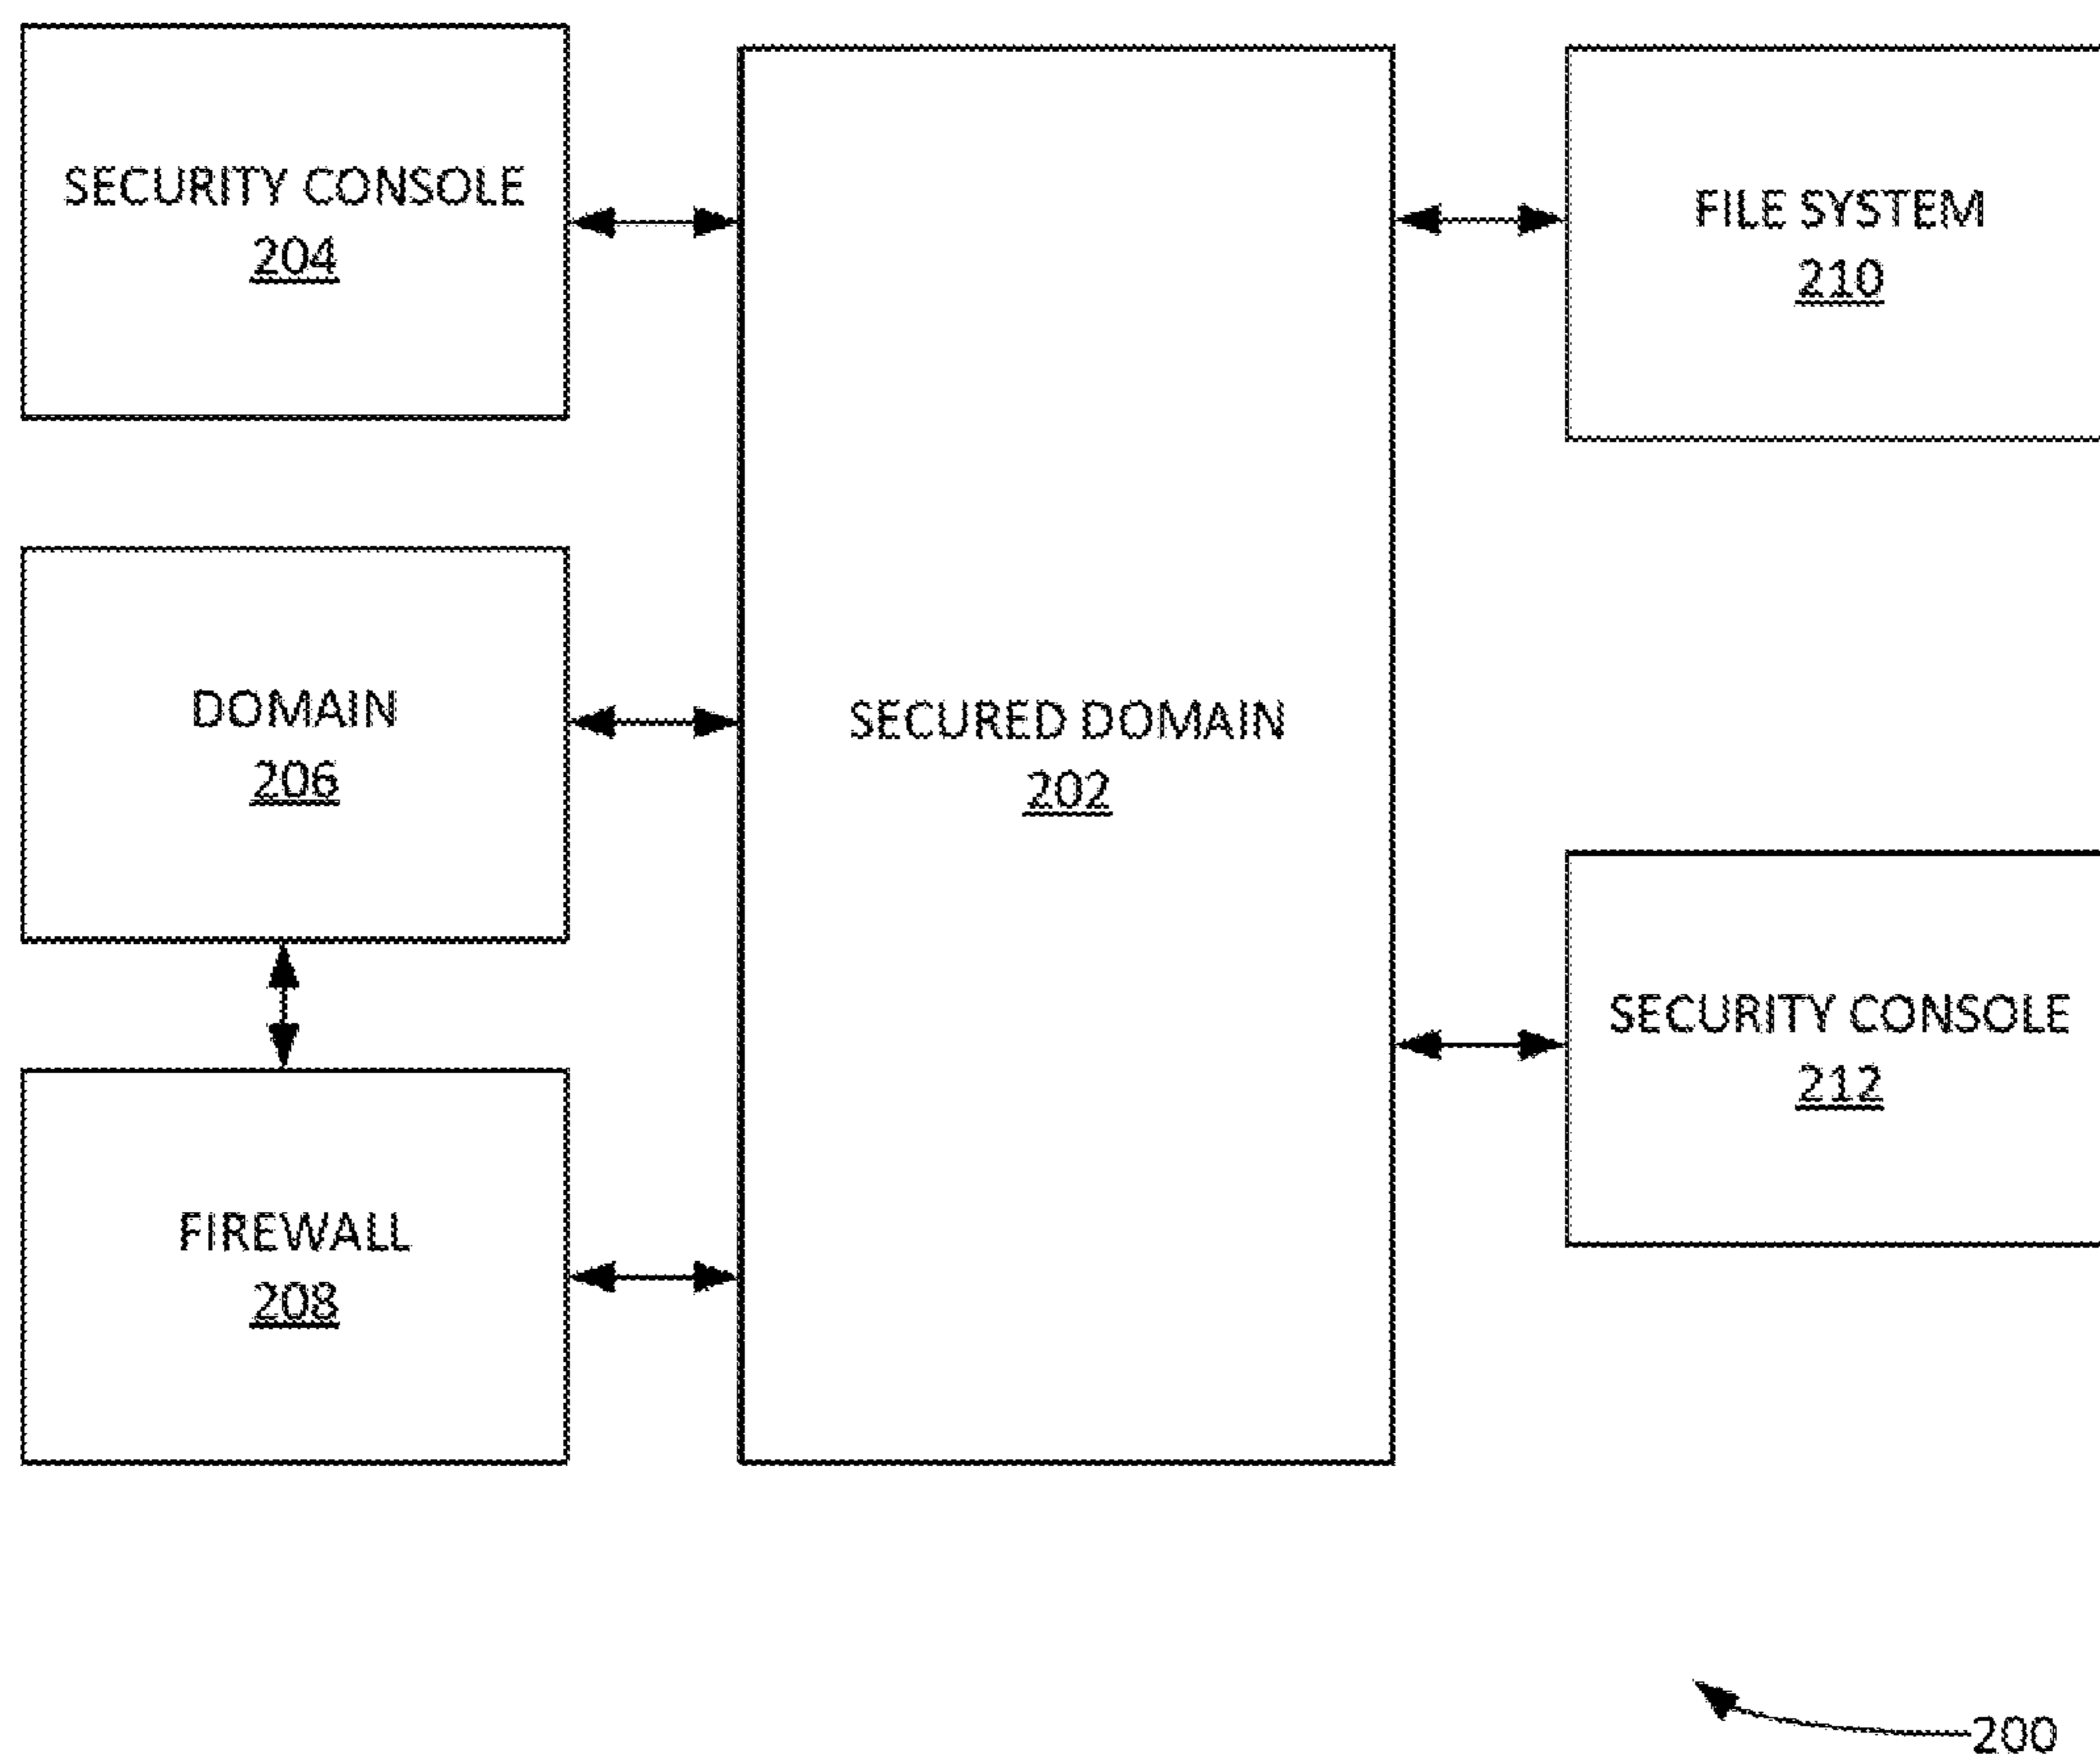 SECURITY CONSOLE
204
DOMAIN
206
FIREWALL
208
SECURED DOMAIN
202
FILE SYSTEM
210
SECURITY CONSOLE
212
200